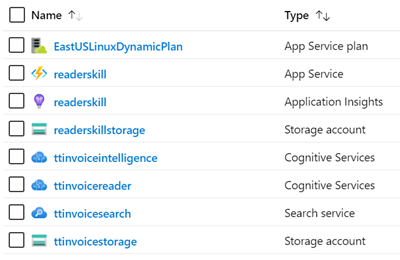 Name ↑↓ Type ↑↓
EastUSLinuxDynamicPlan App Service plan
readerskill App Service
readerskill Application Insights
readerskillstorage Storage account
ttinvoiceintelligence Cognitive Services
ttinvoicereader Cognitive Services
ttinvoicesearch Search service
ttinvoicestorage Storage account